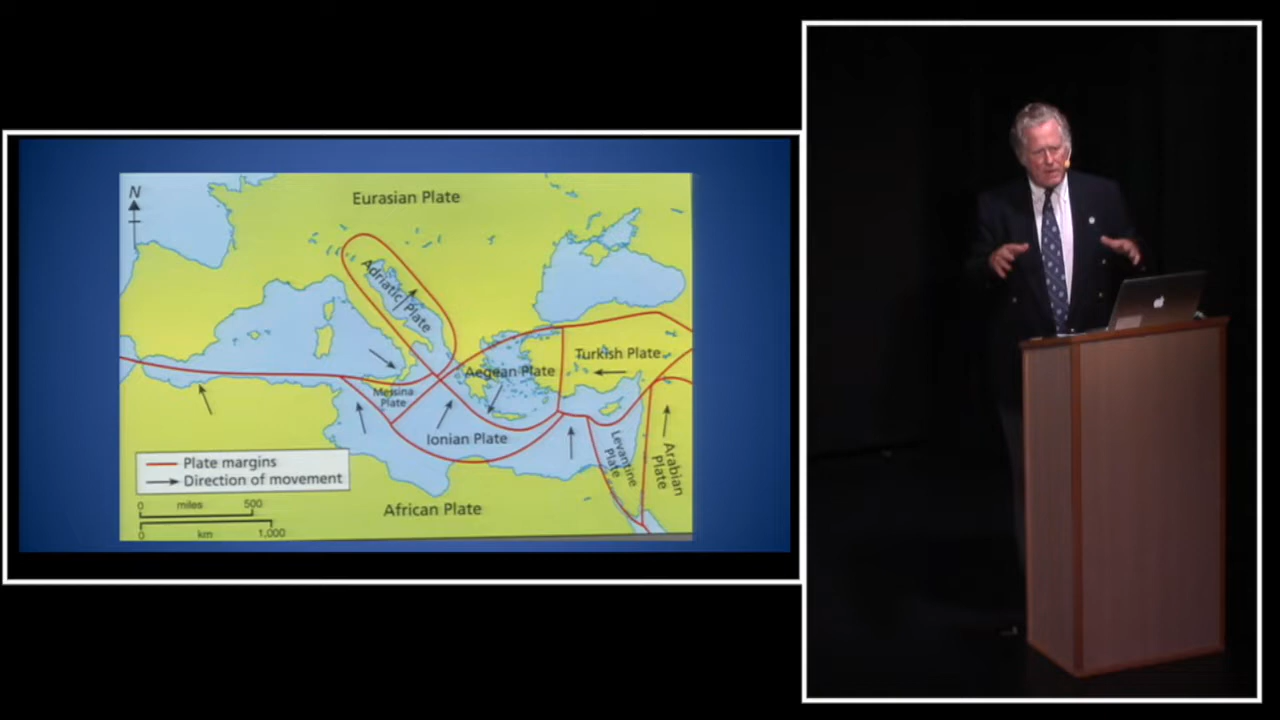 N
Eurasian Plate
Adriatic Plate
Turkish Plate
Aegean Plate
Messina
Plate
Ionian Plate
Levantine
Plate
Arabian
Plate
Plate margins
Direction of movement
African Plate
0 miles 500
0 km 1,000